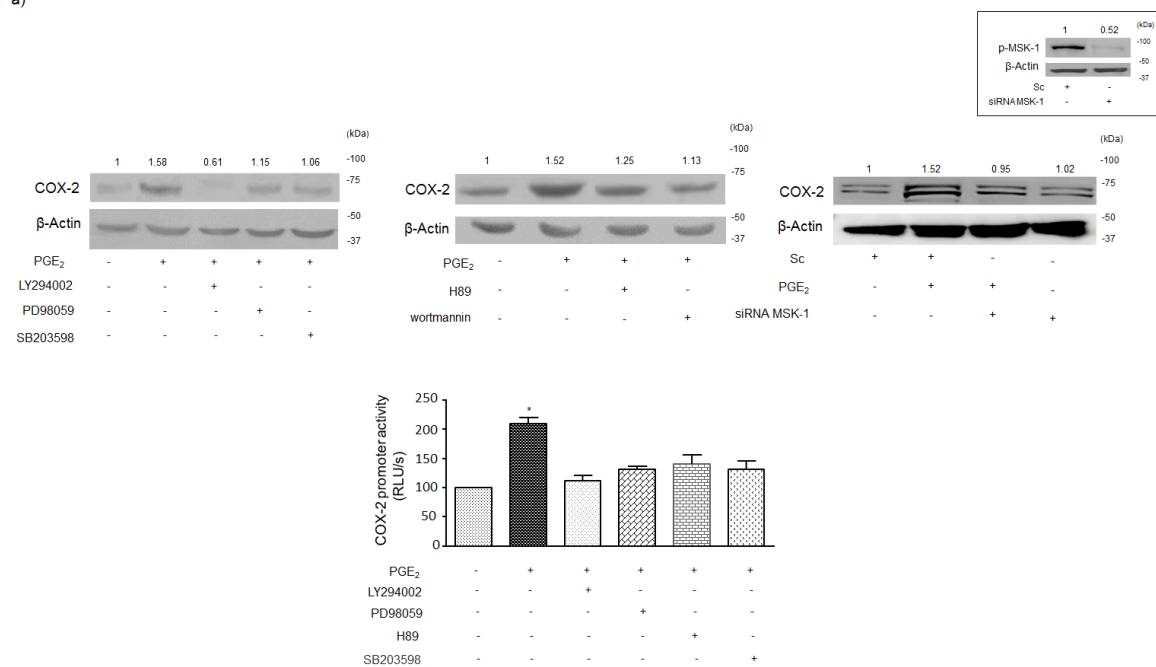 a)
1 0.52 (kDa)
p-MSK-1 -100
-50
β-Actin -37
Sc + -
siRNAMSK-1 - +
(kDa)
1 1.58 0.61 1.15 1.06 -100
COX-2 -75
β-Actin -50
-37
PGE2 - + + + +
LY294002 - - + - -
PD98059 - - - + -
SB203598 - - - - +
(kDa)
1 1.52 1.25 1.13 -100
COX-2 -75
β-Actin -50
-37
PGE2 - + + +
H89 - - + -
wortmannin - - - +
(kDa)
1 1.52 0.95 1.02 -100
COX-2 -75
β-Actin -50
-37
Sc + + - -
PGE2 - + + -
siRNA MSK-1 - - + +
COX-2 promoter activity
(RLU/s)
250
200
150
100
50
0
*
PGE2 - + + + + +
LY294002 - - + - - -
PD98059 - - - + - -
H89 - - - - + -
SB203598 - - - - - +